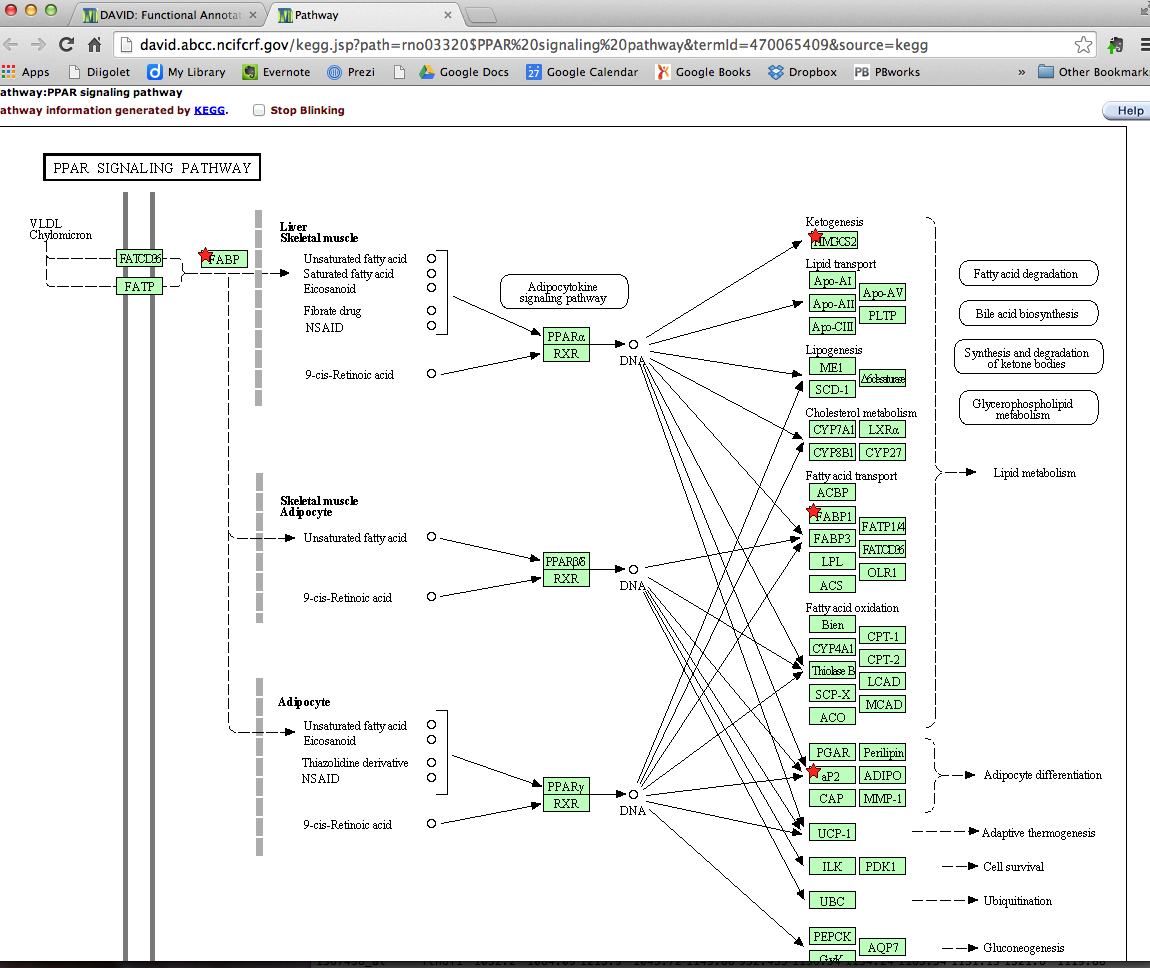 DAVID: Functional Annotat
Pathway
david.abcc.ncifcrf.gov/kegg.jsp?path=rno03320$PPAR%20signaling%20pathway&termId=470065409&source=kegg
Apps Diigolet My Library Evernote Prezi Google Docs 27 Google Calendar Google Books Dropbox PB PBworks » Other Bookmark
athway:PPAR signaling pathway
athway information generated by KEGG. Stop Blinking
Help
PPAR SIGNALING PATHWAY
VLDL
Chylomicron
FATCD36
FATP
FABP
Liver
Skeletal muscle
Unsaturated fatty acid
Saturated fatty acid
Eicosanoid
Fibrate drug
NSAID
9-cis-Retinoic acid
Adipocytokine
signaling pathway
PPARα
RXR
DNA
Skeletal muscle
Adipocyte
Unsaturated fatty acid
9-cis-Retinoic acid
PPARβ/δ
RXR
DNA
Adipocyte
Unsaturated fatty acid
Eicosanoid
Thiazolidine derivative
NSAID
9-cis-Retinoic acid
PPARγ
RXR
DNA
Ketogenesis
HMGCS2
Lipid transport
Apo-AI
Apo-AV
Apo-AII
PLTP
Apo-CIII
Lipogenesis
ME1
Δ6desaturase
SCD-1
Cholesterol metabolism
CYP7A1 LXRα
CYP8B1 CYP27
Fatty acid transport
ACBP
FABP1
FATP1/4
FABP3
FATCD36
LPL
OLR1
ACS
Fatty acid oxidation
Bien
CPT-1
CYP4A1
CPT-2
Thiolase B
LCAD
SCP-X
MCAD
ACO
PGAR Perilipin
aP2 ADIPO
CAP MMP-1
UCP-1
ILK PDK1
UBC
PEPCK
AQP7
GyK
Fatty acid degradation
Bile acid biosynthesis
Synthesis and degradation
of ketone bodies
Glycerophospholipid
metabolism
Lipid metabolism
Adipocyte differentiation
Adaptive thermogenesis
Cell survival
Ubiquitination
Gluconeogenesis